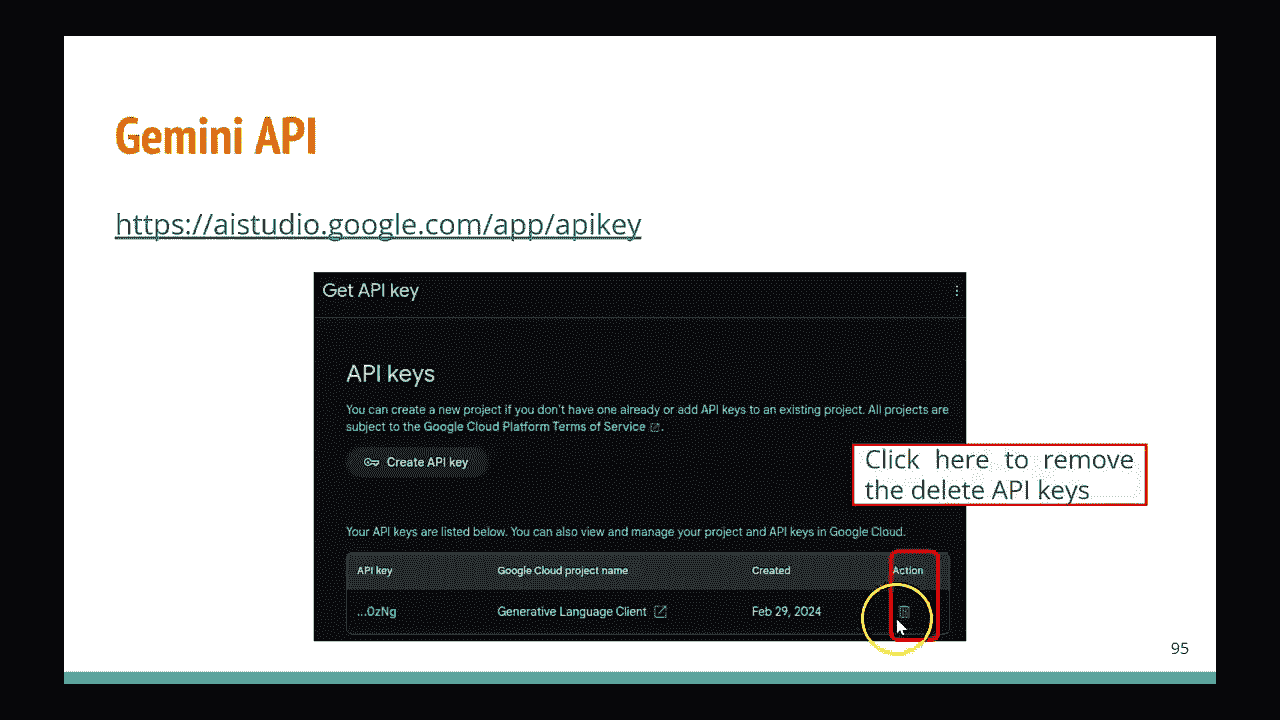 Gemini API
https://aistudio.google.com/app/apikey
Get API key
API keys
You can create a new project if you don't have one already or add API keys to an existing project. All projects are
subject to the Google Cloud Platform Terms of Service.
Create API key
Click here to remove
the delete API keys
Your API keys are listed below. You can also view and manage your project and API keys in Google Cloud.
API key Google Cloud project name Created Action
...0zNg Generative Language Client Feb 29, 2024
95